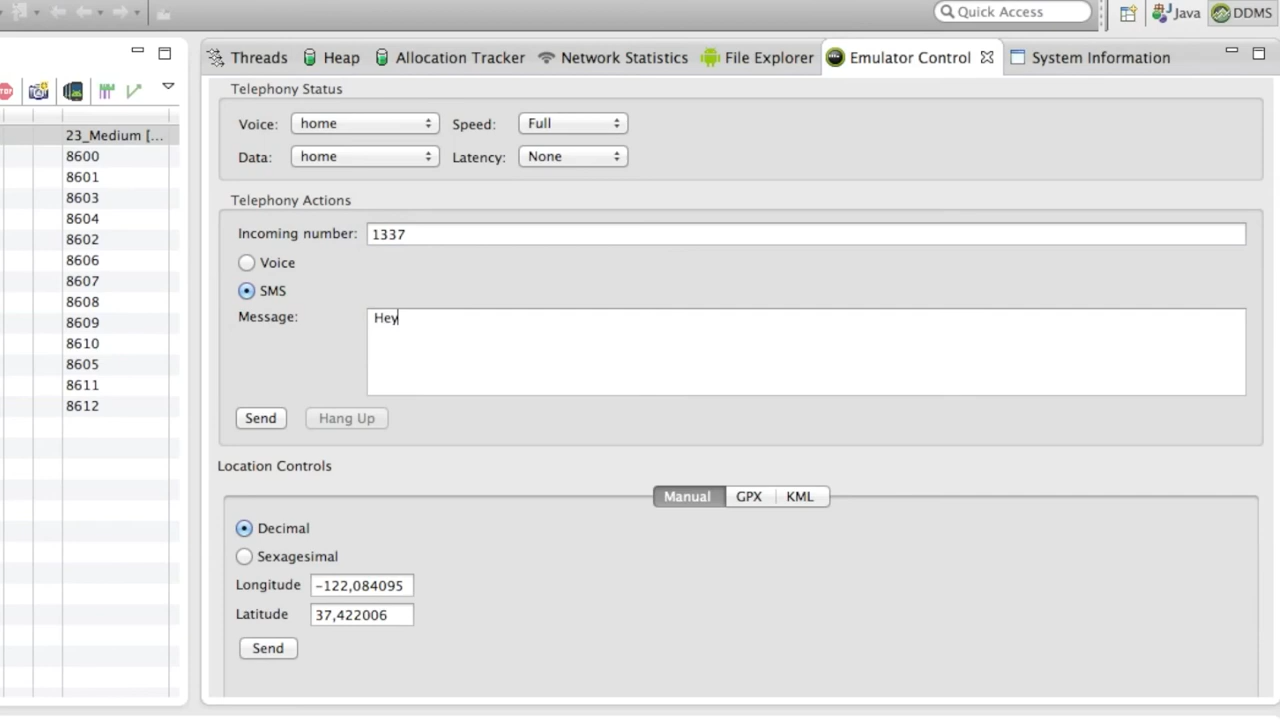 Quick Access
Java
DDMS
Threads
Heap
Allocation Tracker
Network Statistics
File Explorer
Emulator Control
System Information
STOP
23_Medium [...
8600
8601
8603
8604
8602
8606
8607
8608
8609
8610
8605
8611
8612
Telephony Status
Voice: home Speed: Full
Data: home Latency: None
Telephony Actions
Incoming number: 1337
Voice
SMS
Message: Hey
Send Hang Up
Location Controls
Manual GPX KML
Decimal
Sexagesimal
Longitude -122,084095
Latitude 37,422006
Send